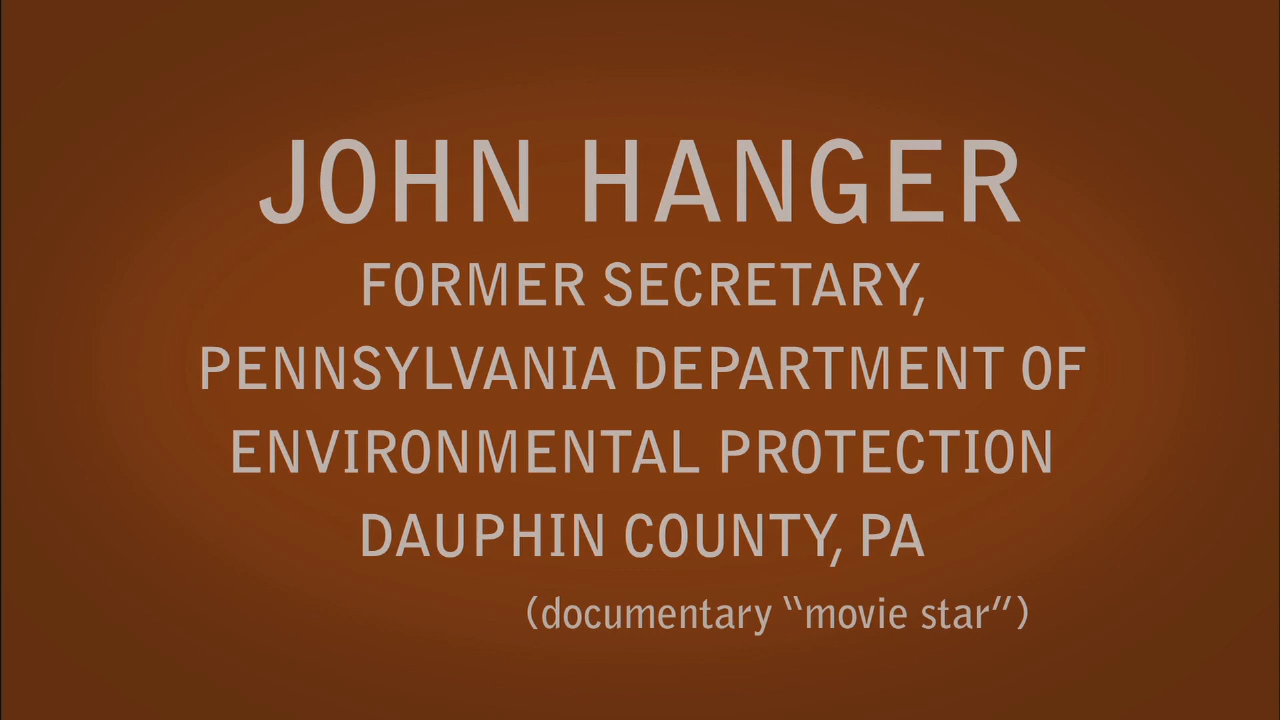 JOHN HANGER
FORMER SECRETARY,
PENNSYLVANIA DEPARTMENT OF
ENVIRONMENTAL PROTECTION
DAUPHIN COUNTY, PA
(documentary “movie star”)